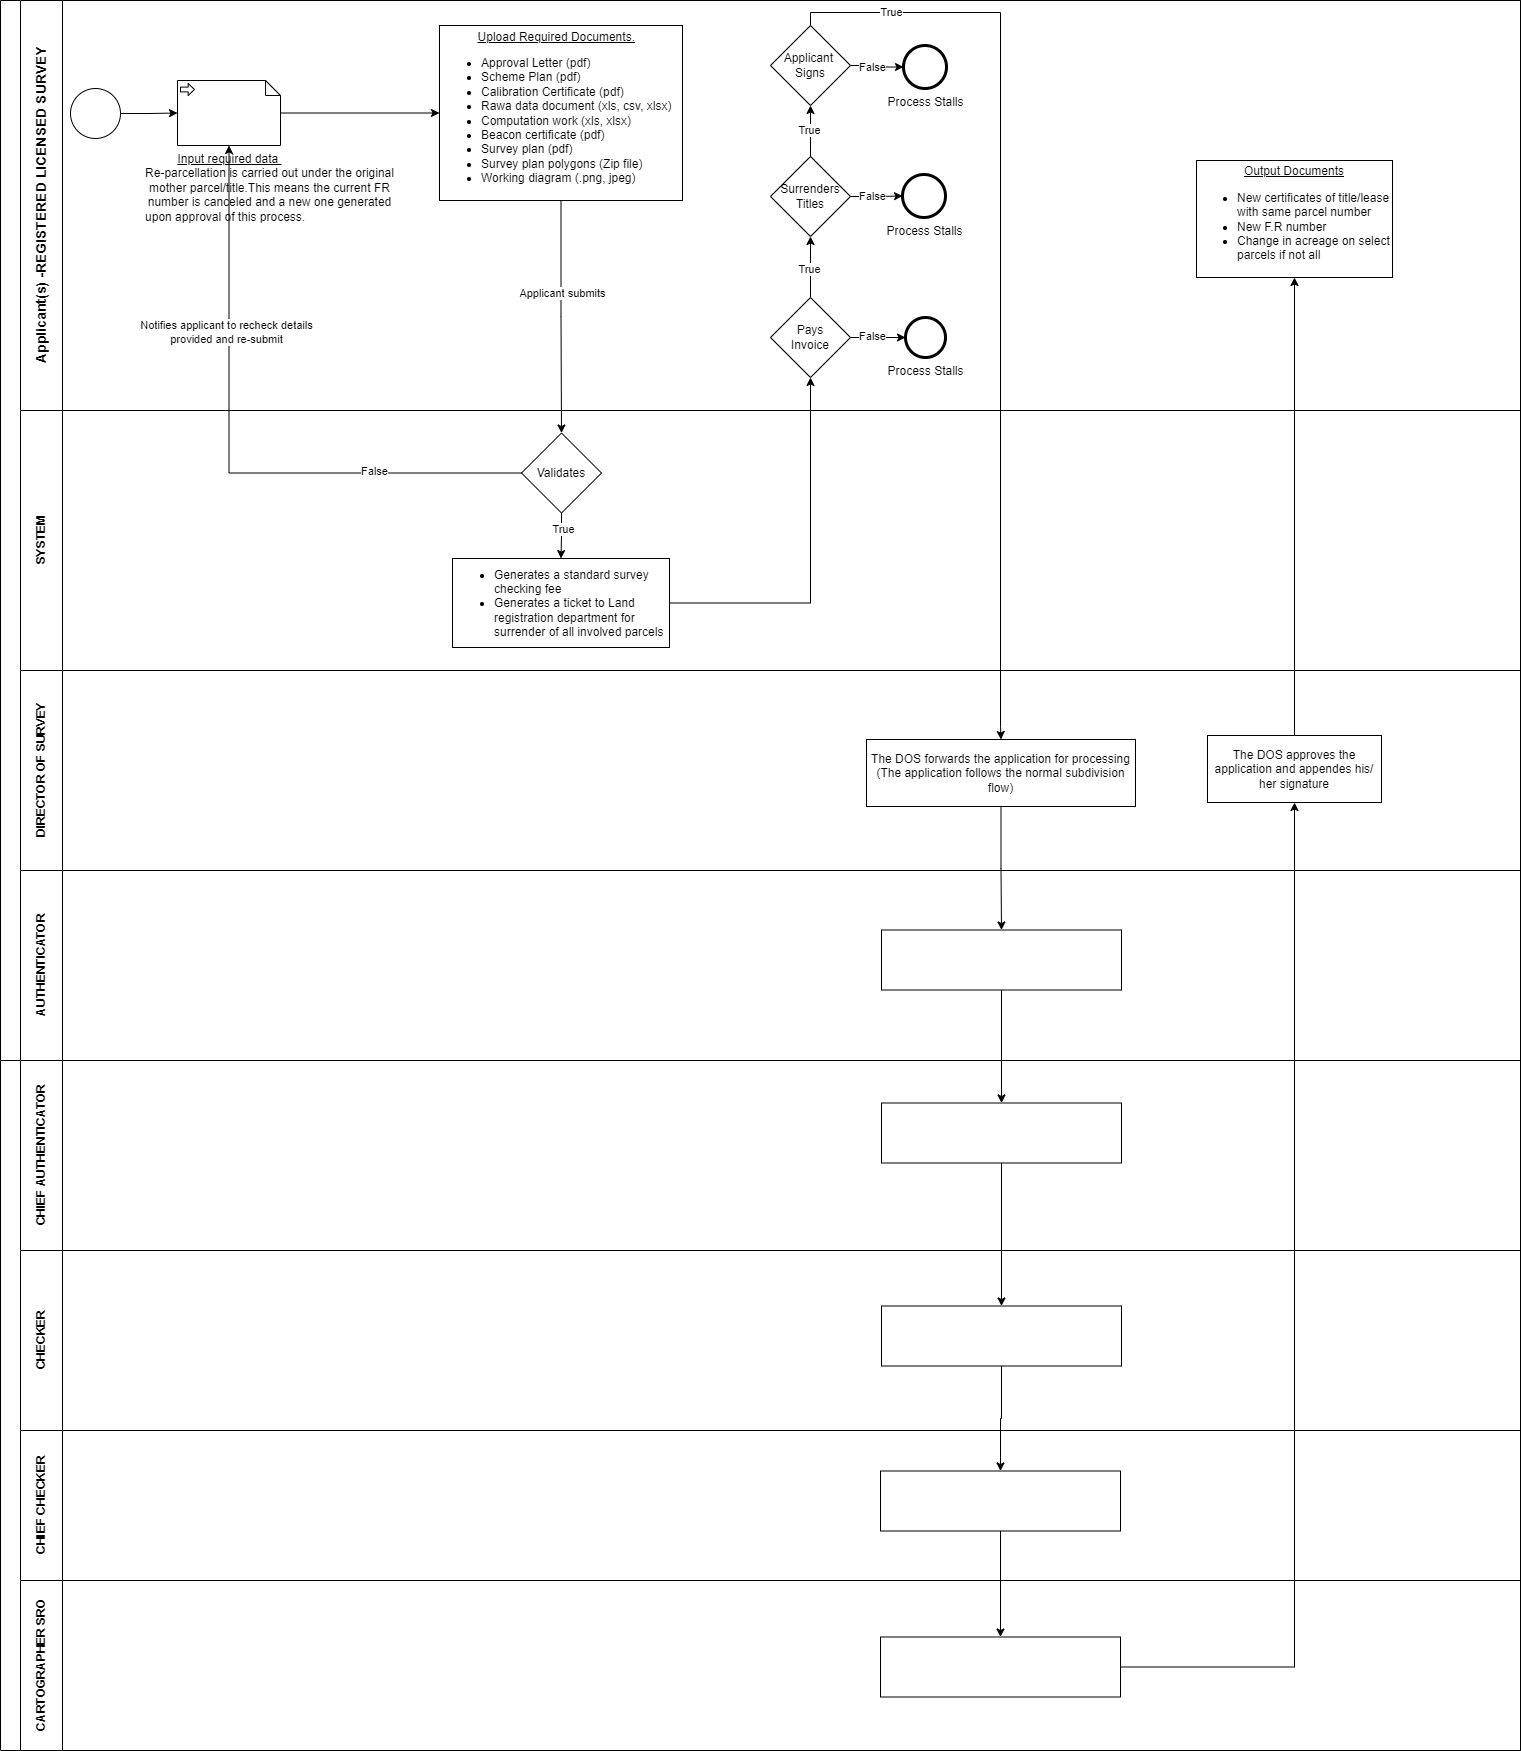 Applicant(s) -REGISTERED LICENSED SURVEY
Input required data
Re-parcellation is carried out under the original
mother parcel/title.This means the current FR
number is canceled and a new one generated
upon approval of this process.
Upload Required Documents.
Approval Letter (pdf)
Scheme Plan (pdf)
Calibration Certificate (pdf)
Rawa data document (xls, csv, xlsx)
Computation work (xls, xlsx)
Beacon certificate (pdf)
Survey plan (pdf)
Survey plan polygons (Zip file)
Working diagram (.png, jpeg)
Applicant submits
Notifies applicant to recheck details
provided and re-submit
True
Applicant
Signs
False
Process Stalls
True
Surrenders
Titles
False
Process Stalls
True
Pays
Invoice
False
Process Stalls
Output Documents
New certificates of title/lease
with same parcel number
New F.R number
Change in acreage on select
parcels if not all
SYSTEM
False
Validates
True
Generates a standard survey
checking fee
Generates a ticket to Land
registration department for
surrender of all involved parcels
DIRECTOR OF SURVEY
The DOS forwards the application for processing
(The application follows the normal subdivision
flow)
The DOS approves the
application and appendes his/
her signature
AUTHENTICATOR
CHIEF AUTHENTICATOR
CHECKER
CHIEF CHECKER
CARTOGRAPHER SRO